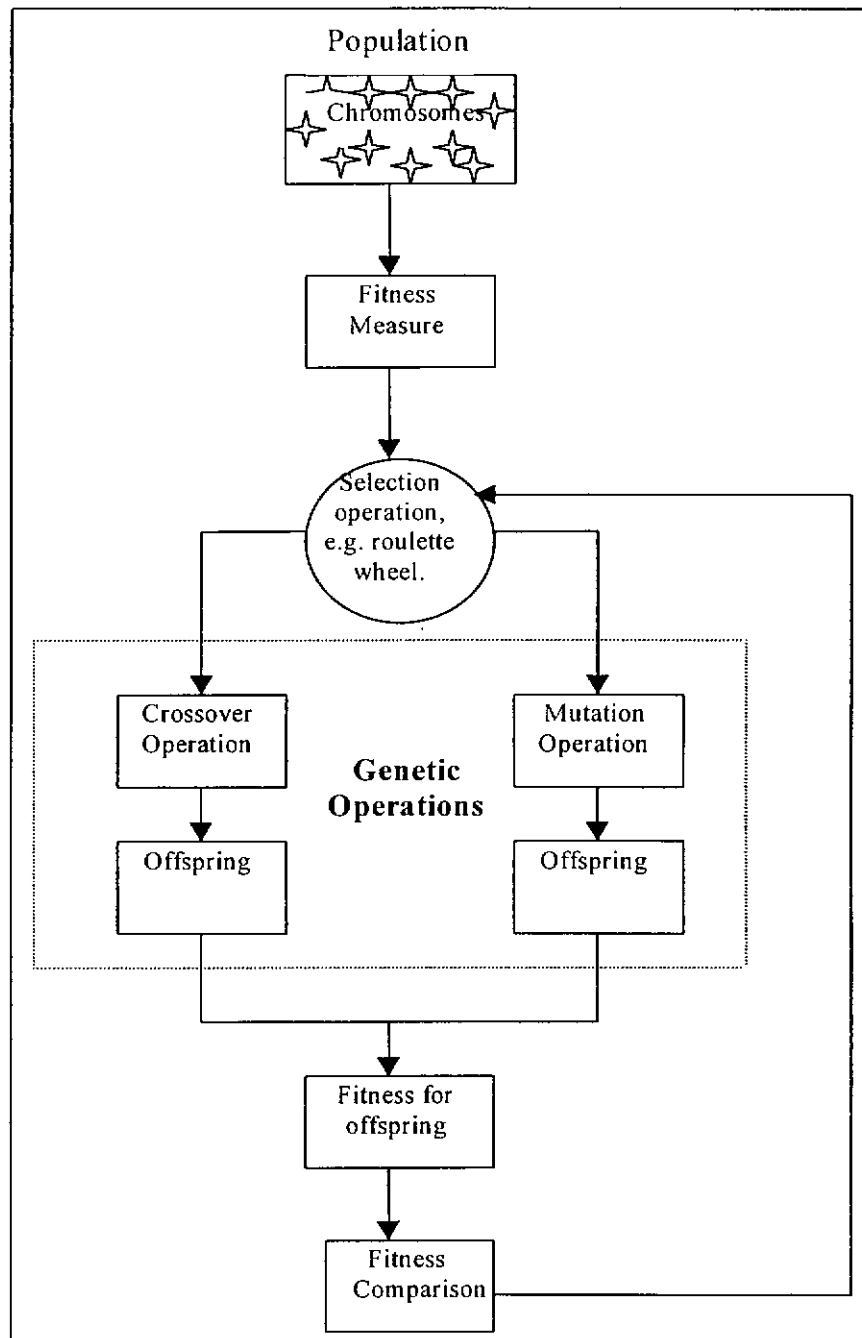 Population
Chromosomes
Fitness
Measure
Selection
operation,
e.g. roulette
wheel.
Crossover
Operation
Mutation
Operation
Genetic
Operations
Offspring
Offspring
Fitness for
offspring
Fitness
Comparison